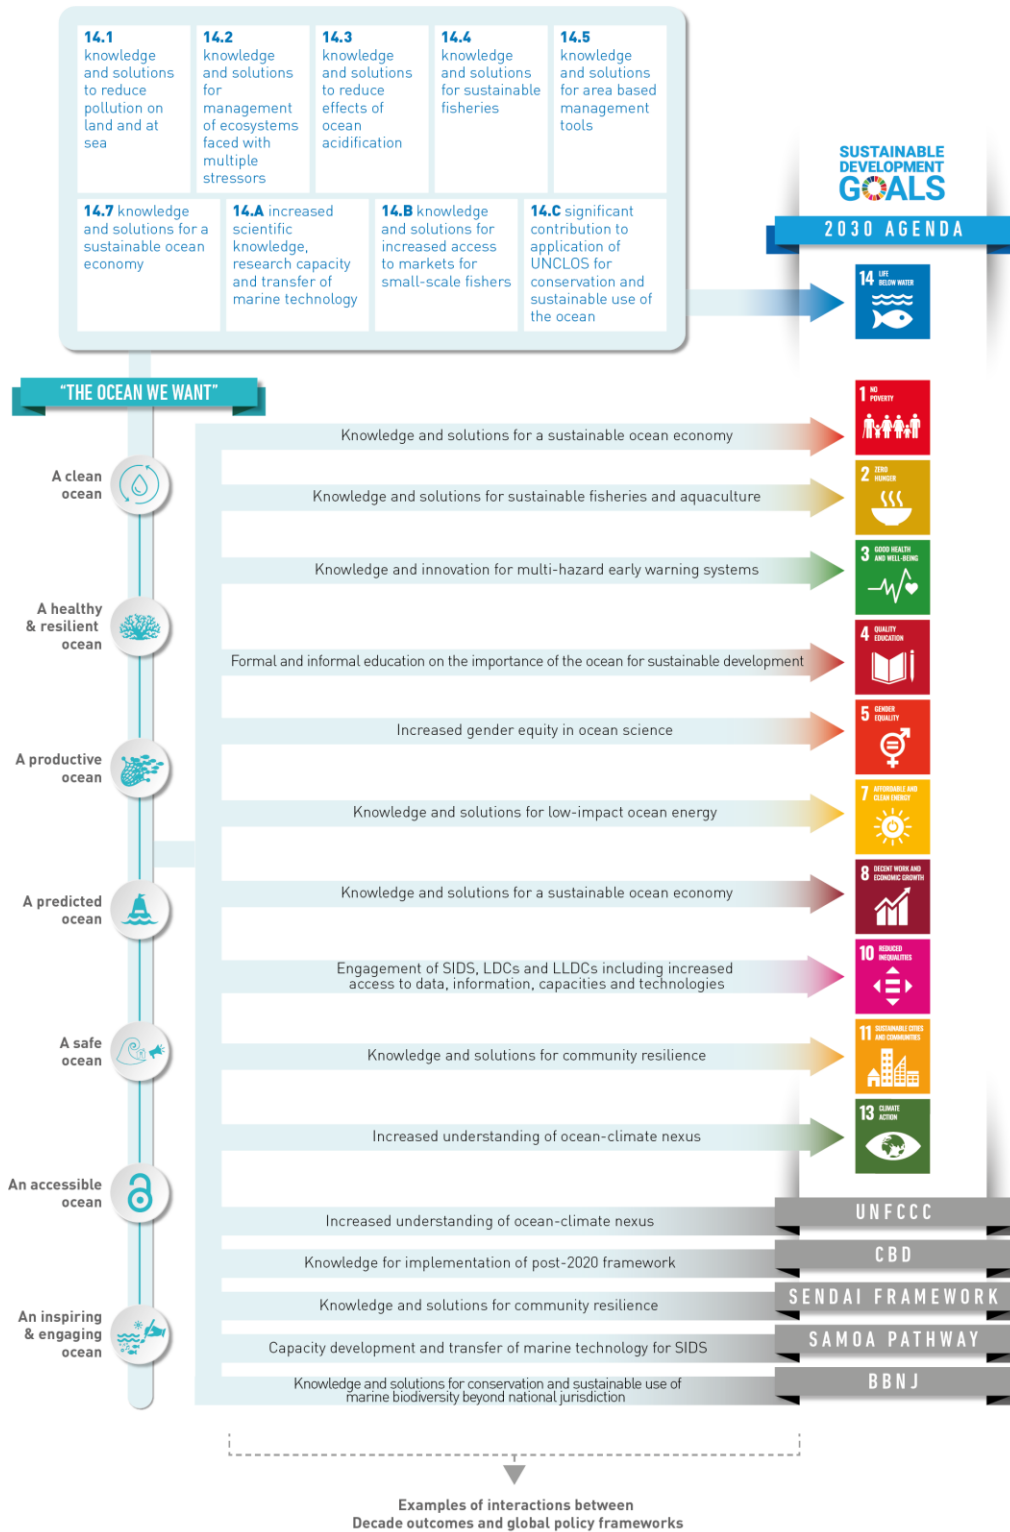 14.1
knowledge
and solutions
to reduce
pollution on
land and at
sea
14.2
knowledge
and solutions
for
management
of ecosystems
faced with
multiple
stressors
14.3
knowledge
and solutions
to reduce
effects of
ocean
acidification
14.4
knowledge
and solutions
for sustainable
fisheries
14.5
knowledge
and solutions
for area based
management
tools
14.7 knowledge
and solutions for a
sustainable ocean
economy
14.A increased
scientific
knowledge,
research capacity
and transfer of
marine technology
14.B knowledge
and solutions for
increased access
to markets for
small-scale fishers
14.C significant
contribution to
application of
UNCLOS for
conservation and
sustainable use of
the ocean
SUSTAINABLE
DEVELOPMENT
GOALS
2030 AGENDA
14 LIFE
BELOW WATER
"THE OCEAN WE WANT"
A clean
ocean
A healthy
& resilient
ocean
A productive
ocean
A predicted
ocean
A safe
ocean
An accessible
ocean
An inspiring
& engaging
ocean
Knowledge and solutions for a sustainable ocean economy
1 NO
POVERTY
Knowledge and solutions for sustainable fisheries and aquaculture
2 ZERO
HUNGER
Knowledge and innovation for multi-hazard early warning systems
3 GOOD HEALTH
AND WELL-BEING
Formal and informal education on the importance of the ocean for sustainable development
4 QUALITY
EDUCATION
Increased gender equity in ocean science
5 GENDER
EQUALITY
Knowledge and solutions for low-impact ocean energy
7 AFFORDABLE AND
CLEAN ENERGY
Knowledge and solutions for a sustainable ocean economy
8 DECENT WORK AND
ECONOMIC GROWTH
Engagement of SIDS, LDCs and LLDCs including increased
access to data, information, capacities and technologies
10 REDUCED
INEQUALITIES
Knowledge and solutions for community resilience
11 SUSTAINABLE CITIES
AND COMMUNITIES
Increased understanding of ocean-climate nexus
13 CLIMATE
ACTION
Increased understanding of ocean-climate nexus
UNFCCC
Knowledge for implementation of post-2020 framework
CBD
Knowledge and solutions for community resilience
SENDAI FRAMEWORK
Capacity development and transfer of marine technology for SIDS
SAMOA PATHWAY
Knowledge and solutions for conservation and sustainable use of
marine biodiversity beyond national jurisdiction
BBNJ
Examples of interactions between
Decade outcomes and global policy frameworks